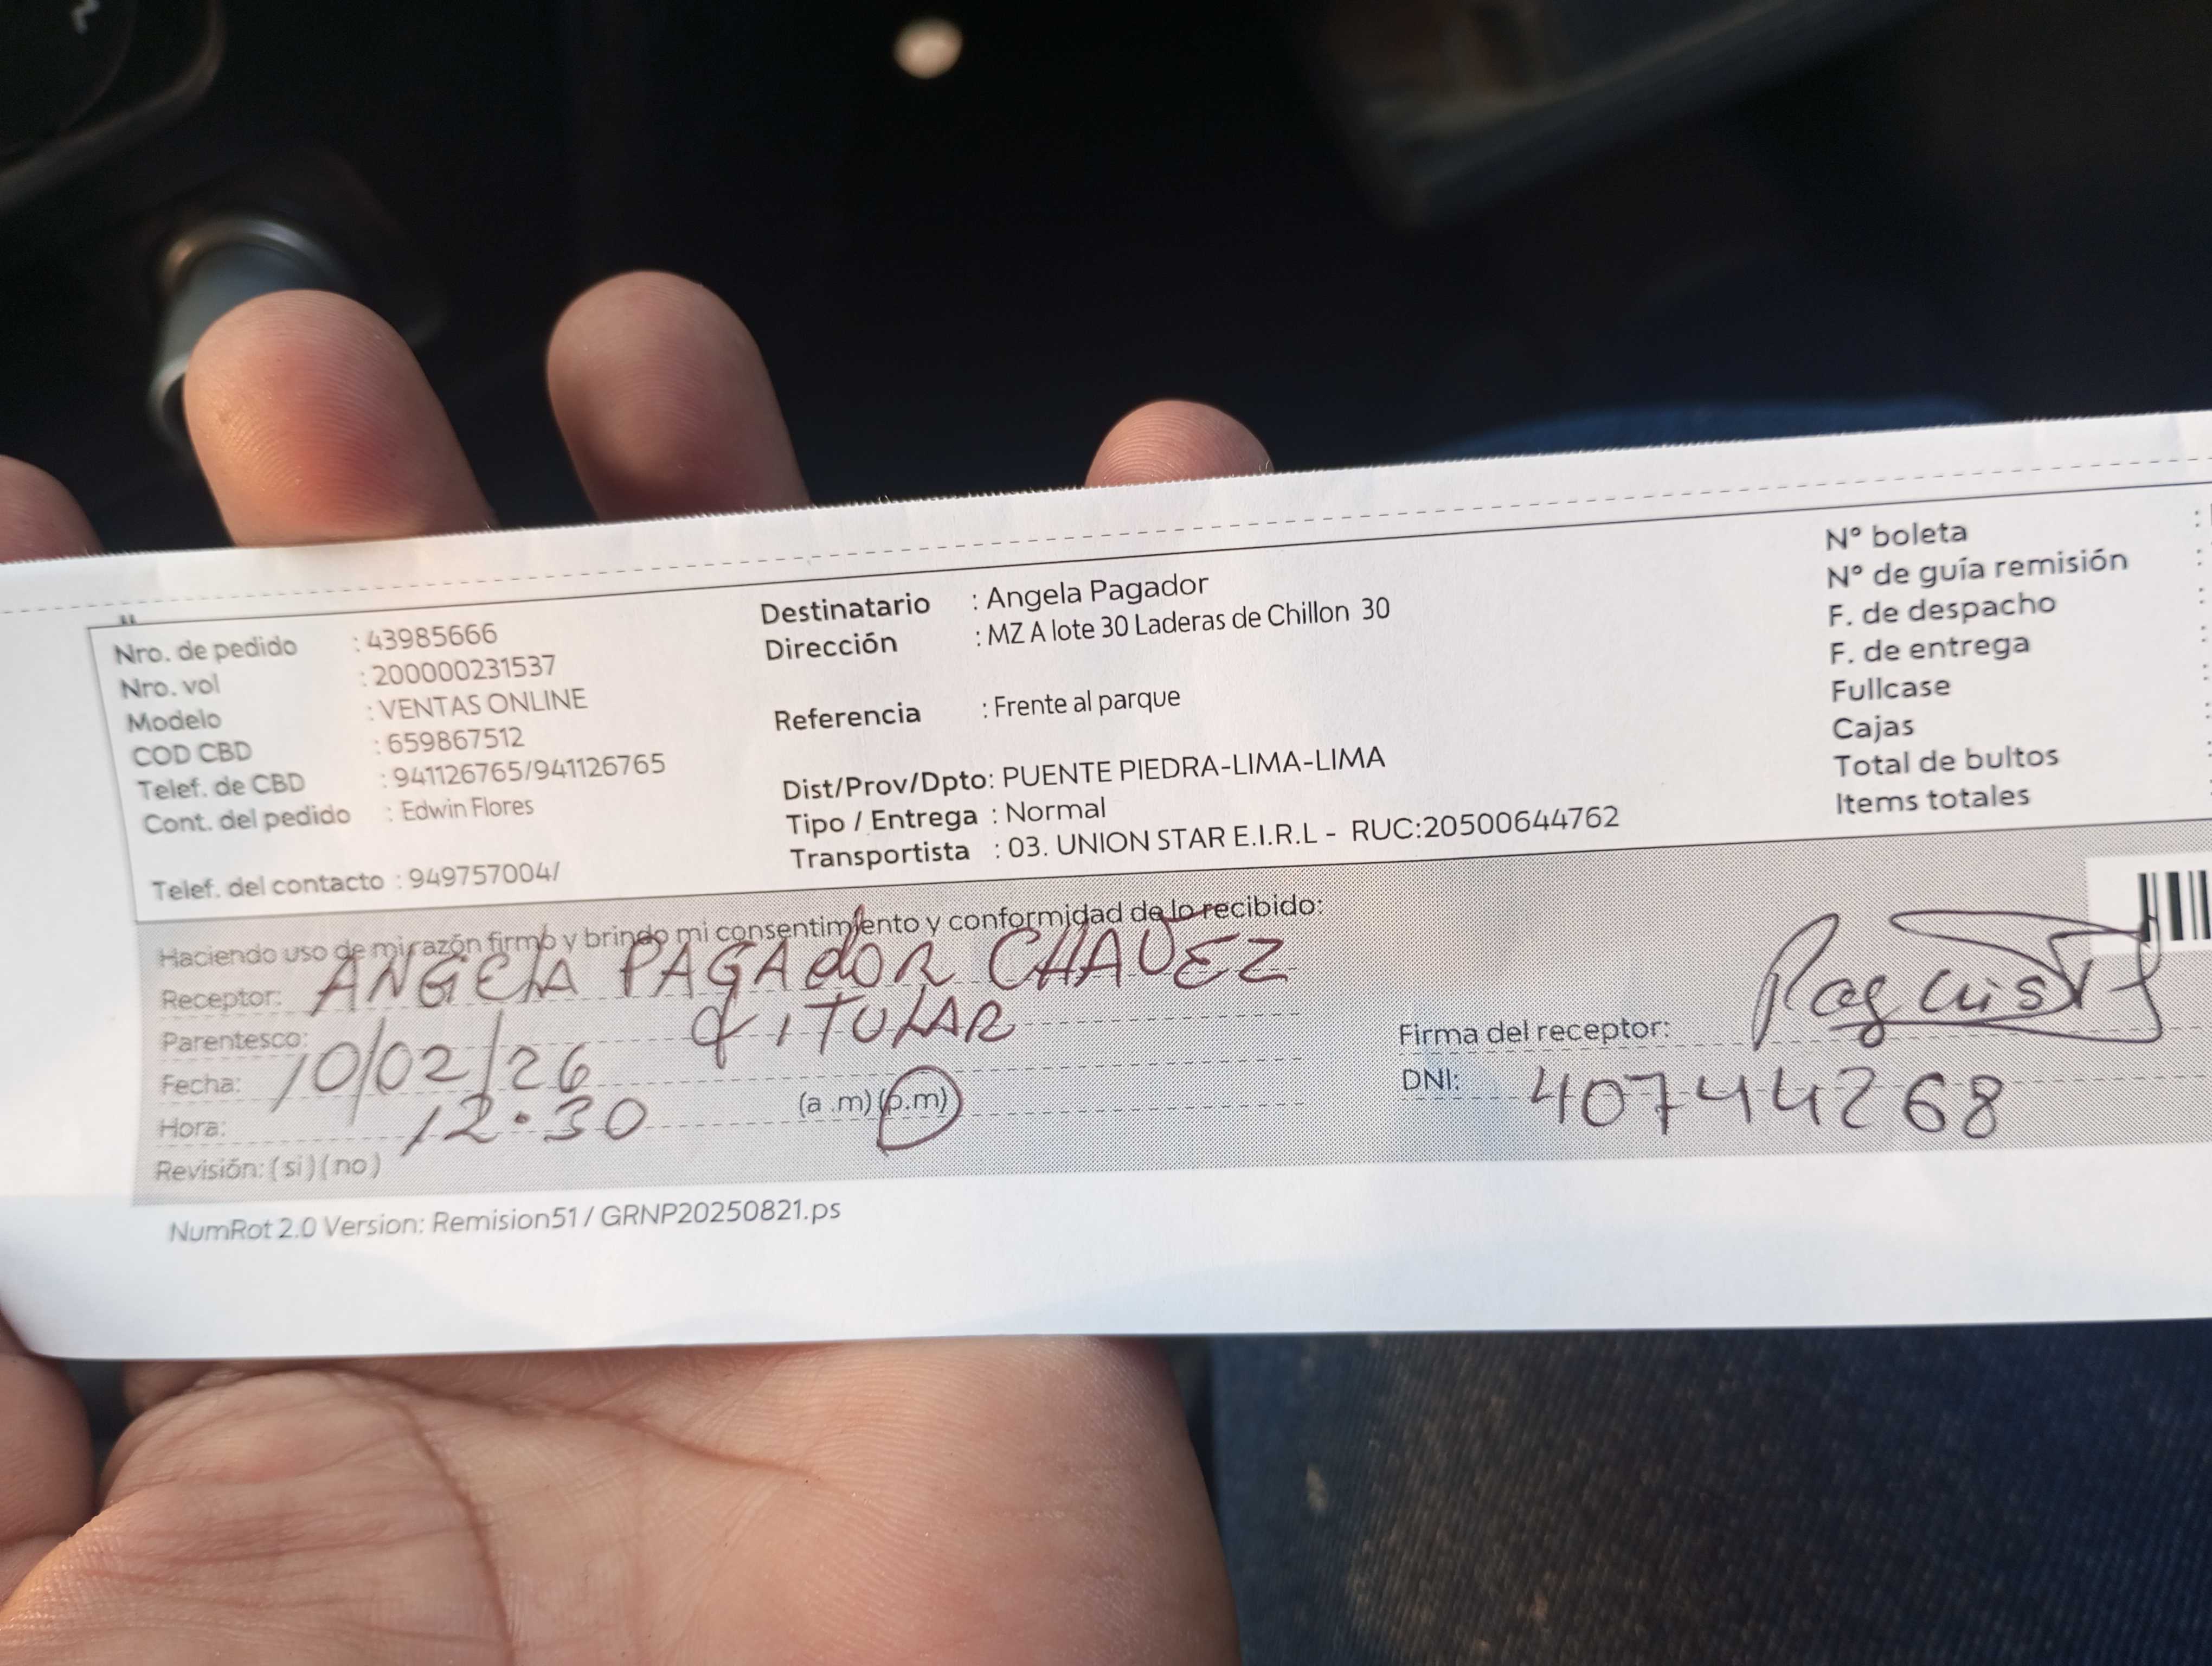 Nro. de pedido : 43985666
Nro. vol : 200000231537
Modelo : VENTAS ONLINE
COD CBD : 659867512
Telef. de CBD : 941126765/941126765
Cont. del pedido : Edwin Flores
Telef. del contacto : 949757004/
Destinatario : Angela Pagador
Dirección : MZ A lote 30 Laderas de Chillon 30
Referencia : Frente al parque
Dist/Prov/Dpto: PUENTE PIEDRA-LIMA-LIMA
Tipo / Entrega : Normal
Transportista : 03. UNION STAR E.I.R.L - RUC:20500644762
N° boleta :
N° de guía remisión :
F. de despacho :
F. de entrega :
Fullcase :
Cajas :
Total de bultos :
Items totales :
Haciendo uso de mi razón firmo y brindo mi consentimiento y conformidad de lo recibido:
Receptor: ANGELA PAGADOR CHAVEZ
Parentesco: TITULAR
Fecha: 10/02/26
Hora: 12.30 (a .m) (p.m)
Revisión: ( si ) ( no )
Firma del receptor:
DNI: 40744268
NumRot 2.0 Version: Remision51 / GRNP20250821.ps